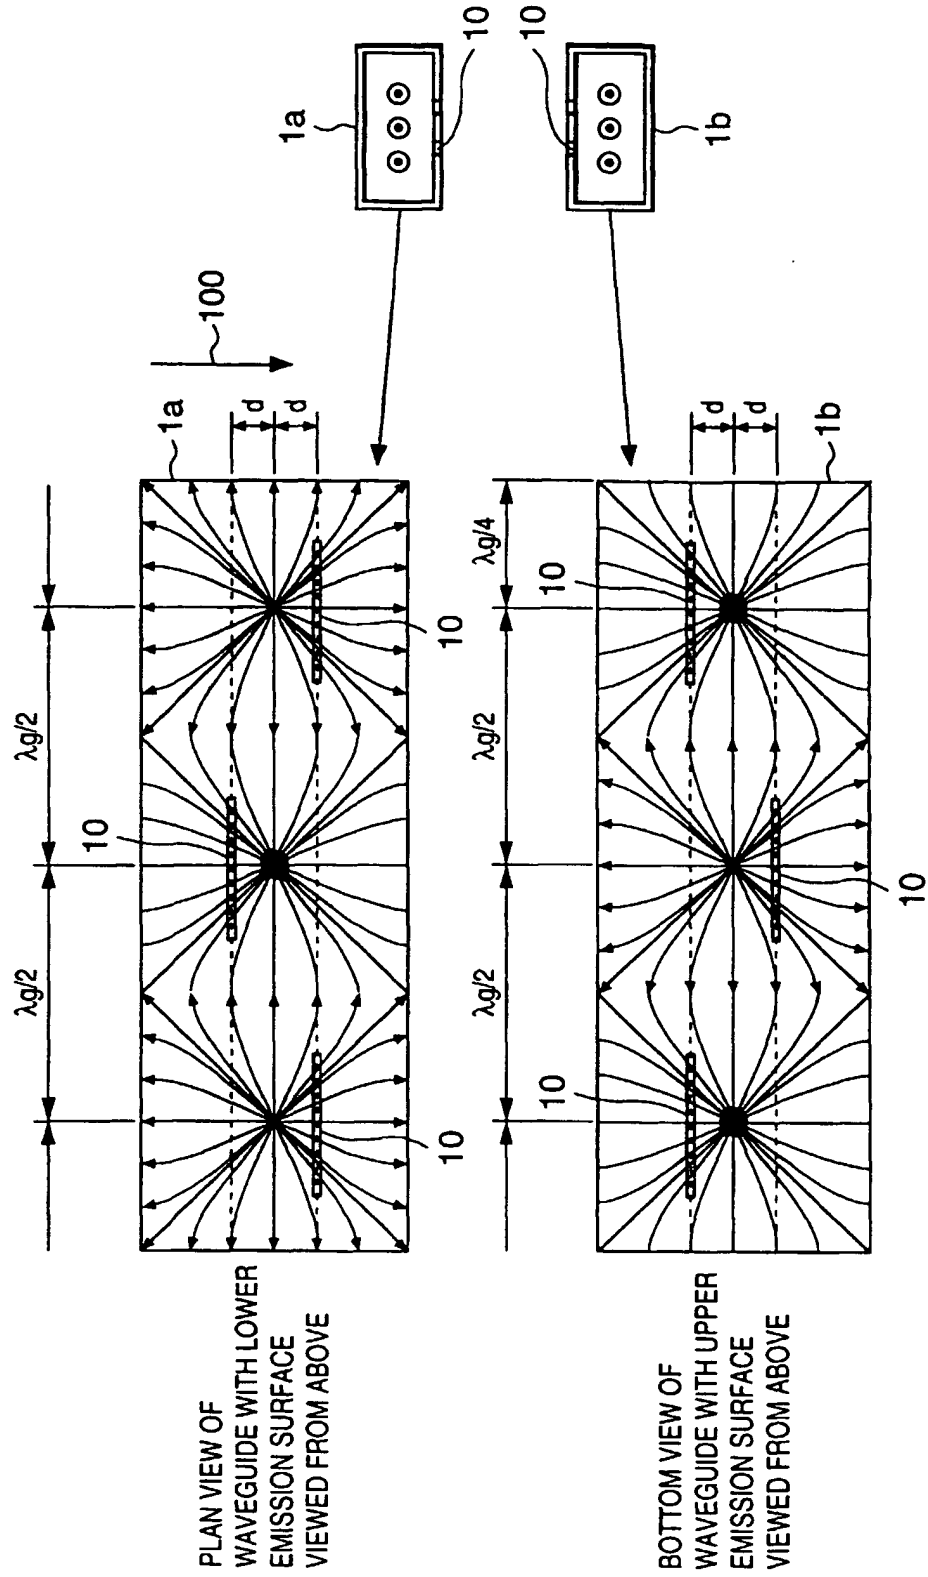 λg/2
λg/2
10
1a
d
d
100
10
10
PLAN VIEW OF
WAVEGUIDE WITH LOWER
EMISSION SURFACE
VIEWED FROM ABOVE
1a
10
λg/2
λg/2
λg/4
10
10
d
d
1b
10
BOTTOM VIEW OF
WAVEGUIDE WITH UPPER
EMISSION SURFACE
VIEWED FROM ABOVE
10
1b